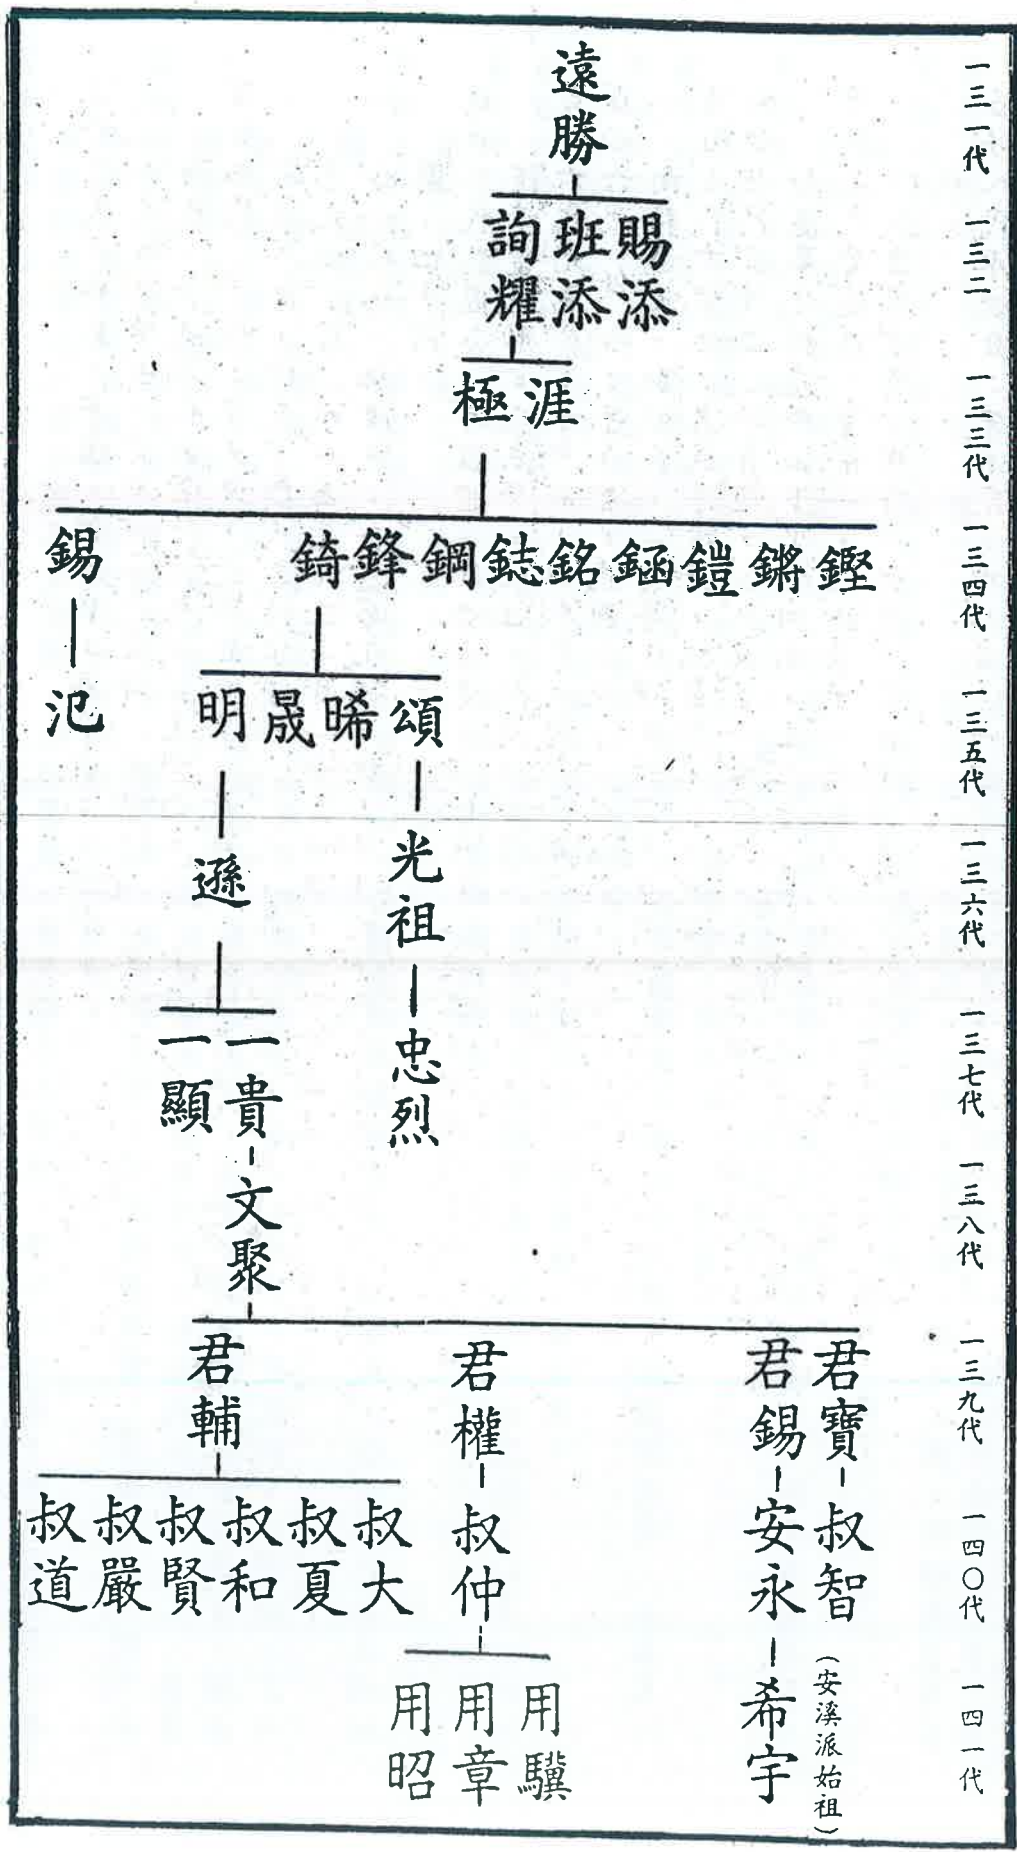 一三一代
遠勝
一三二
賜添
班添
詢耀
一三三代
涯
極
一三四代
鏗
鏘
鎧
銘
鋕
鋼
鋒
錡
錫
一三五代
頌
晞
晟
明
氾
一三六代
光祖
遜
一三七代
忠烈
一貴
一顯
一三八代
文聚
一三九代
君寶
君錫
君權
君輔
一四〇代
叔智
安永
叔仲
叔大
叔夏
叔和
叔賢
叔嚴
叔道
一四一代
(安溪派始祖)
希宇
用驥
用章
用昭